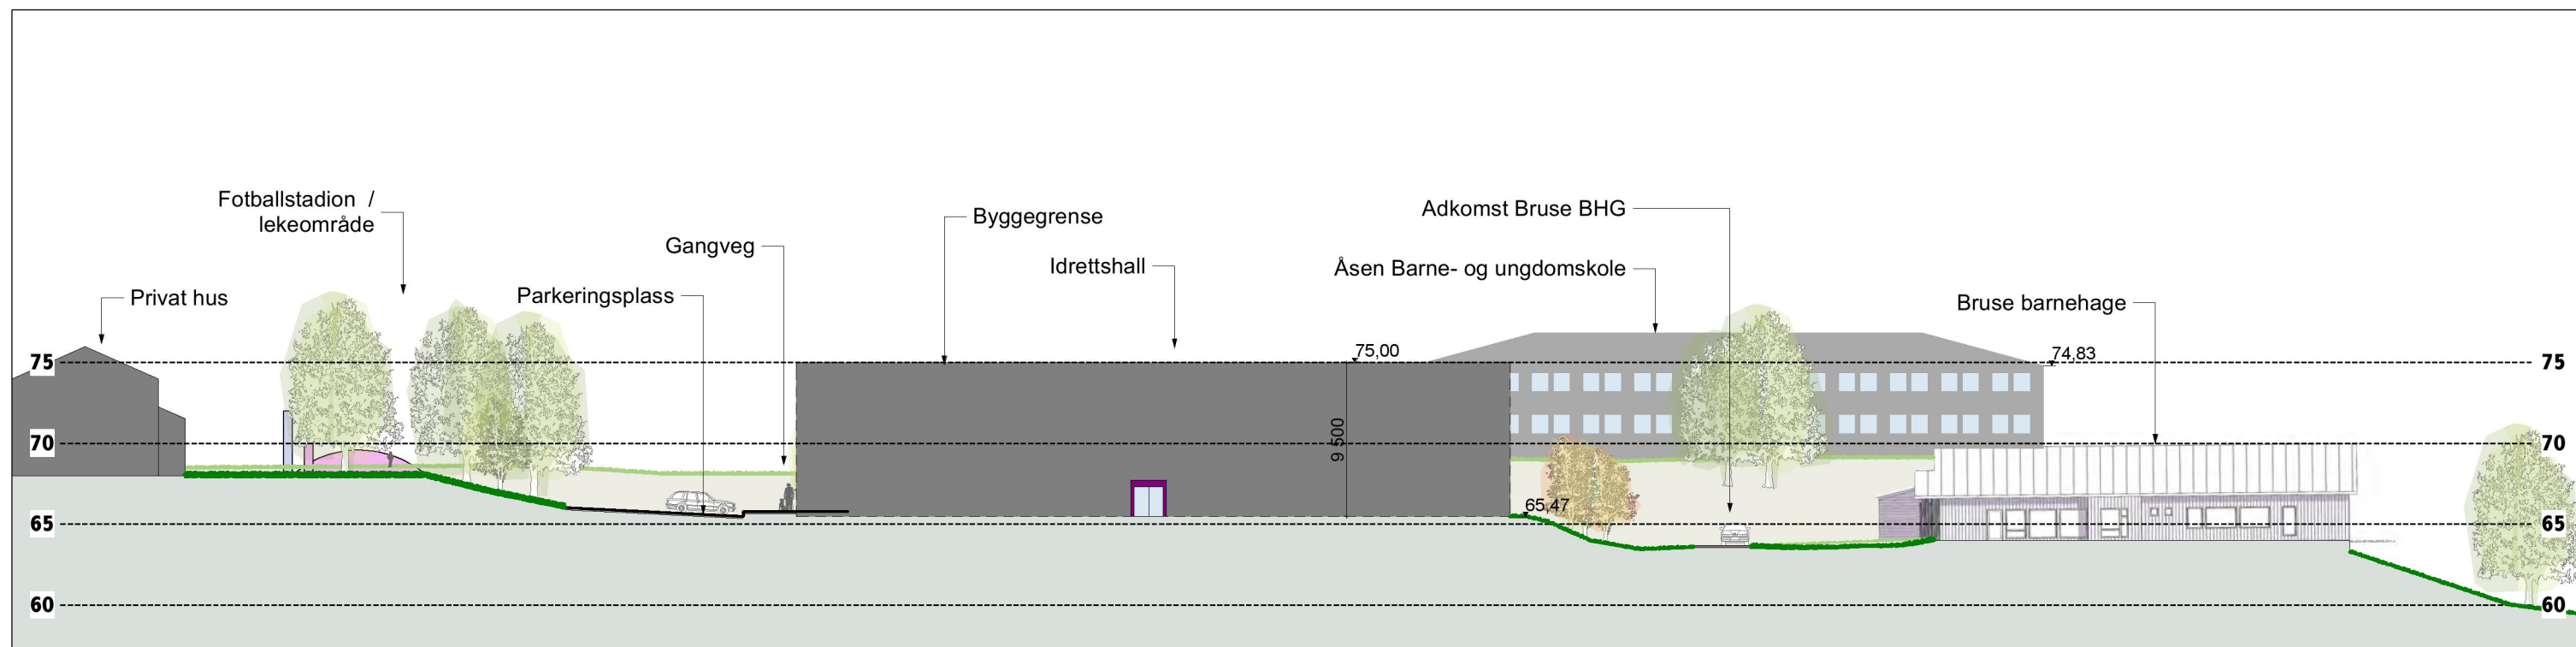 Fotballstadion /
lekeområde
Adkomst Bruse BHG
Byggegrense
Gangveg
Idrettshall
Åsen Barne- og ungdomskole
Privat hus
Parkeringsplass
Bruse barnehage
75,00
74,83
75
75
9 500
70
70
65,47
65
65
60
60